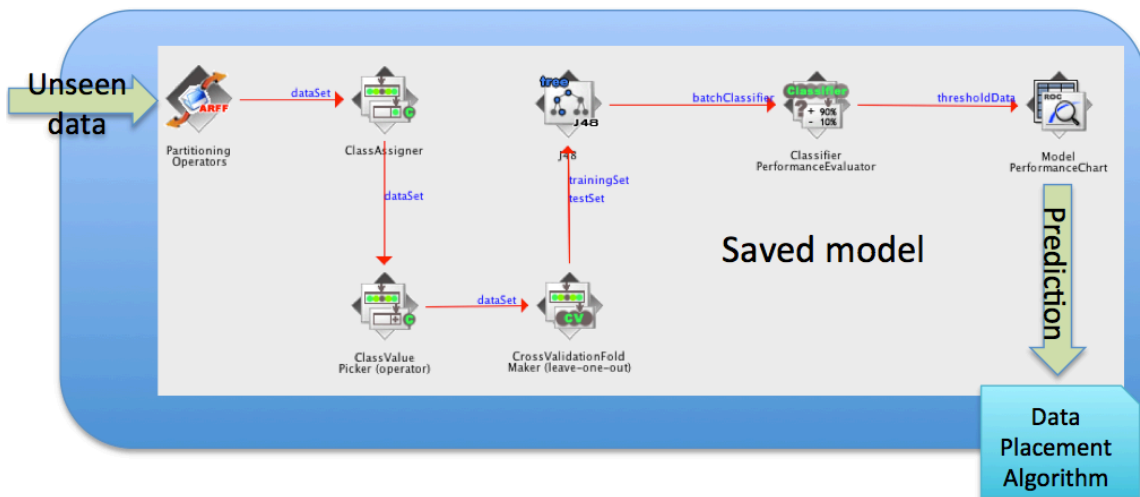 Unseen
data
ARFF
Partitioning
Operators
dataSet
C
ClassAssigner
dataSet
C
ClassValue
Picker (operator)
dataSet
CV
CrossValidationFold
Maker (leave-one-out)
trainingSet
testSet
tree
J48
J48
batchClassifier
Classifier
? + 90%
- 10%
Classifier
PerformanceEvaluator
thresholdData
ROC
Model
PerformanceChart
Saved model
Prediction
Data
Placement
Algorithm